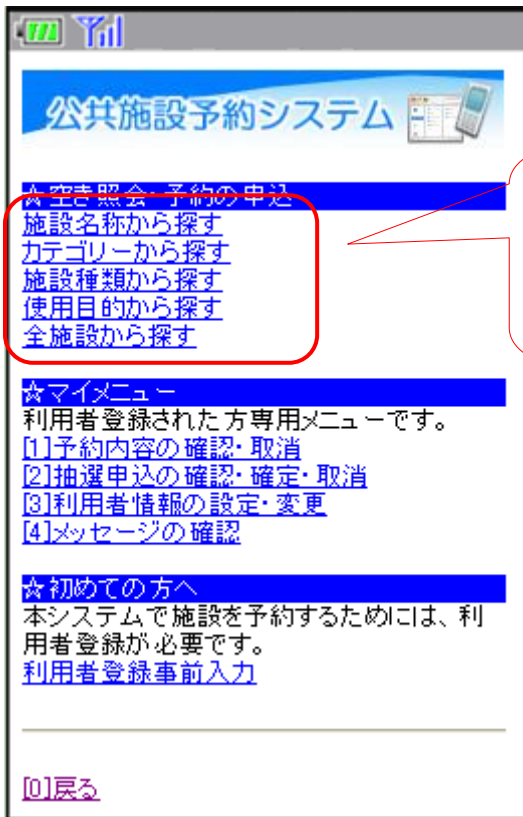 公共施設予約システム
☆空き照会・予約の申込
施設名称から探す
カテゴリーから探す
施設種類から探す
使用目的から探す
全施設から探す
☆マイメニュー
利用者登録された方専用メニューです。
[1]予約内容の確認・取消
[2]抽選申込の確認・確定・取消
[3]利用者情報の設定・変更
[4]メッセージの確認
☆初めての方へ
本システムで施設を予約するためには、利
用者登録が必要です。
利用者登録事前入力
[0]戻る